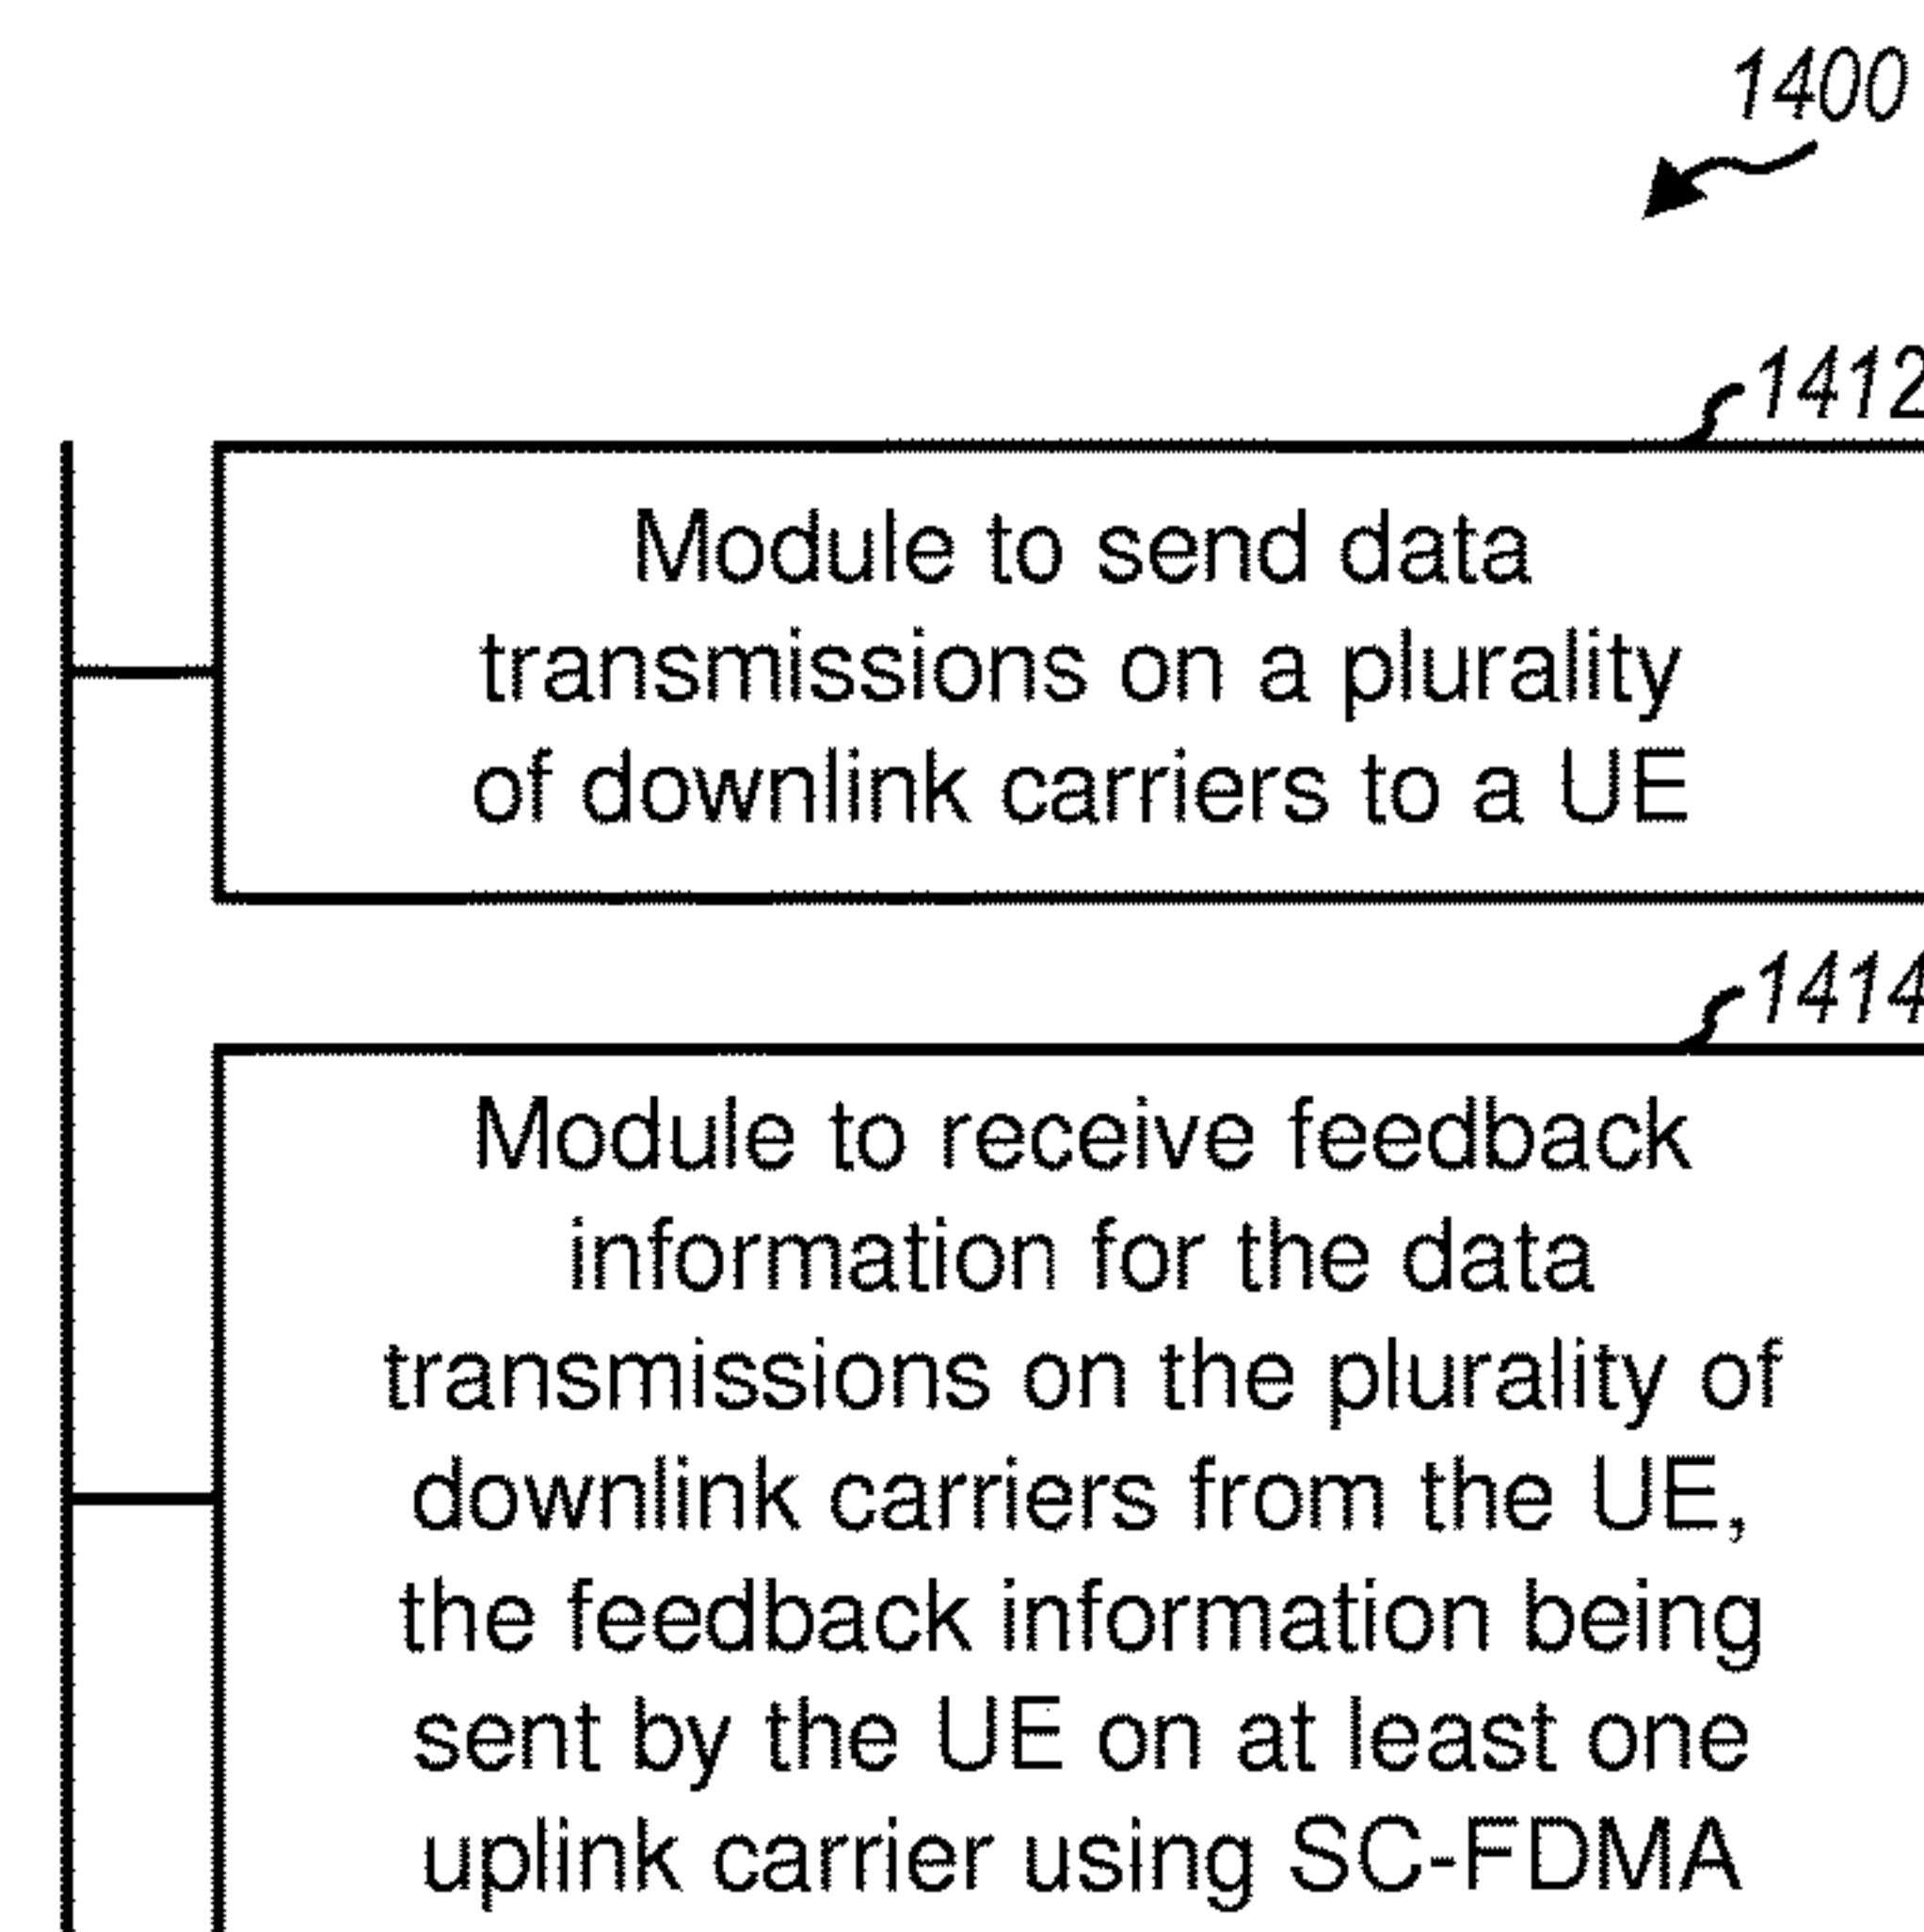 1400
1412
Module to send data
transmissions on a plurality
of downlink carriers to a UE
1414
Module to receive feedback
information for the data
transmissions on the plurality of
downlink carriers from the UE,
the feedback information being
sent by the UE on at least one
uplink carrier using SC-FDMA